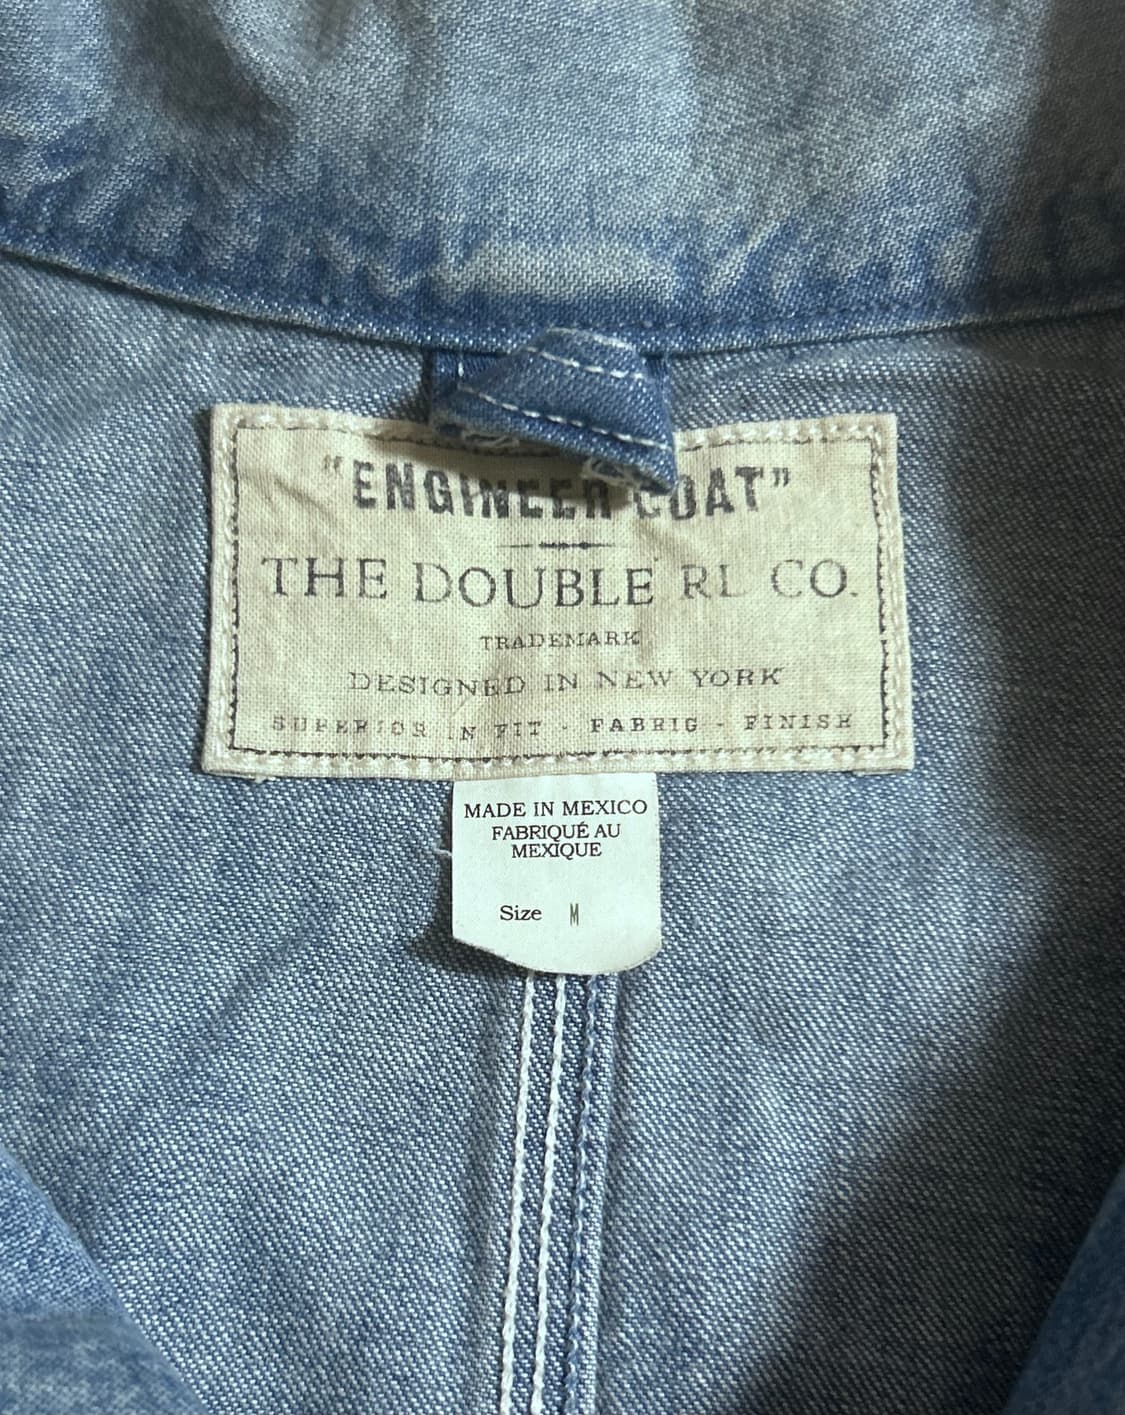 "ENGINEER COAT"
THE DOUBLE RL CO.
TRADEMARK
DESIGNED IN NEW YORK
SUPERIOR IN FIT - FABRIC - FINISH
MADE IN MEXICO
FABRIQUÉ AU
MEXIQUE
Size M